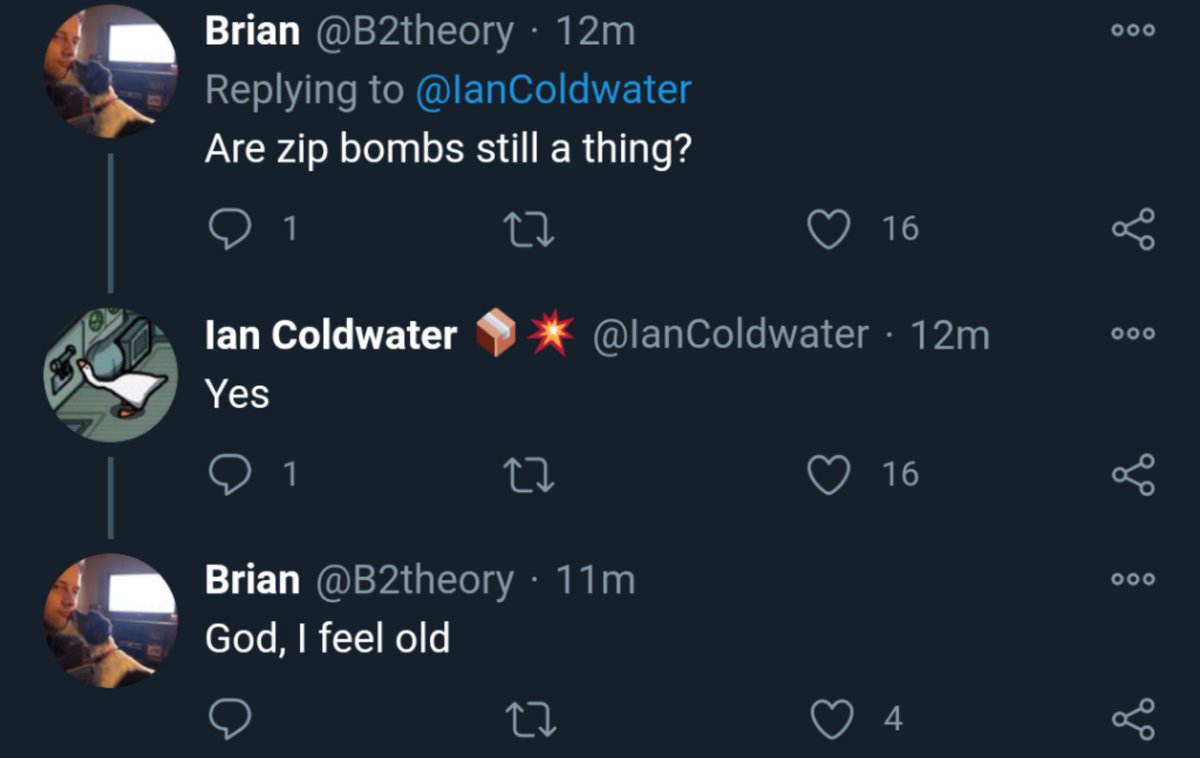 Brian @B2theory · 12m
Replying to @IanColdwater
Are zip bombs still a thing?
1 16
Ian Coldwater 📦💥 @IanColdwater · 12m
Yes
1 16
Brian @B2theory · 11m
God, I feel old
4